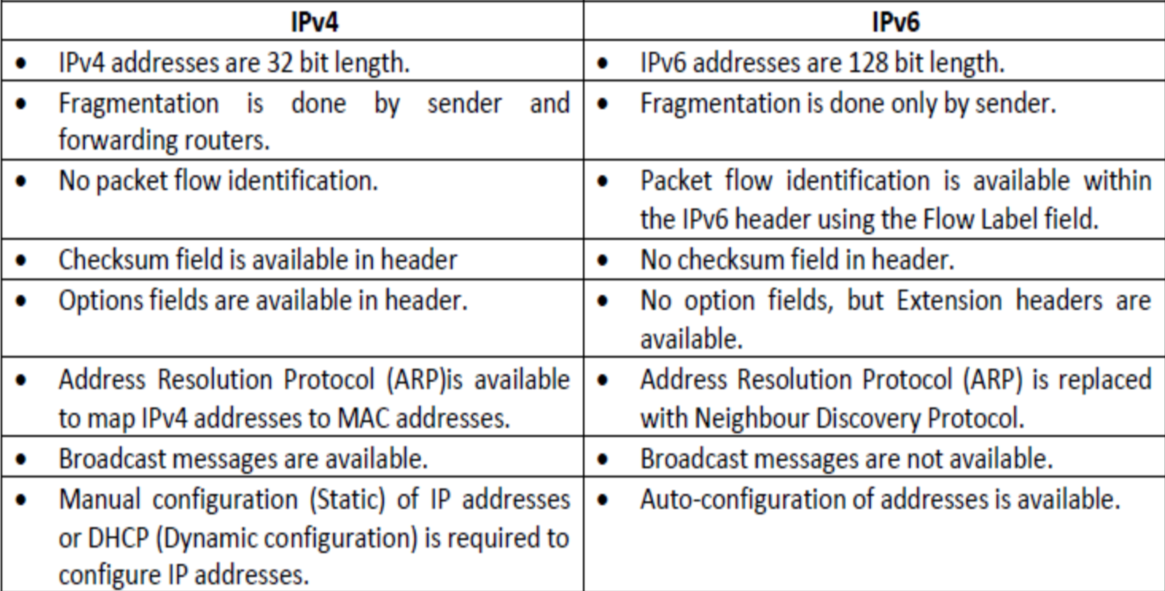 IPv4
IPv6
• IPv4 addresses are 32 bit length.
• IPv6 addresses are 128 bit length.
• Fragmentation is done by sender and
forwarding routers.
• Fragmentation is done only by sender.
• No packet flow identification.
• Packet flow identification is available within
the IPv6 header using the Flow Label field.
• Checksum field is available in header
• No checksum field in header.
• Options fields are available in header.
• No option fields, but Extension headers are
available.
• Address Resolution Protocol (ARP)is available
to map IPv4 addresses to MAC addresses.
• Address Resolution Protocol (ARP) is replaced
with Neighbour Discovery Protocol.
• Broadcast messages are available.
• Broadcast messages are not available.
• Manual configuration (Static) of IP addresses
or DHCP (Dynamic configuration) is required to
configure IP addresses.
• Auto-configuration of addresses is available.